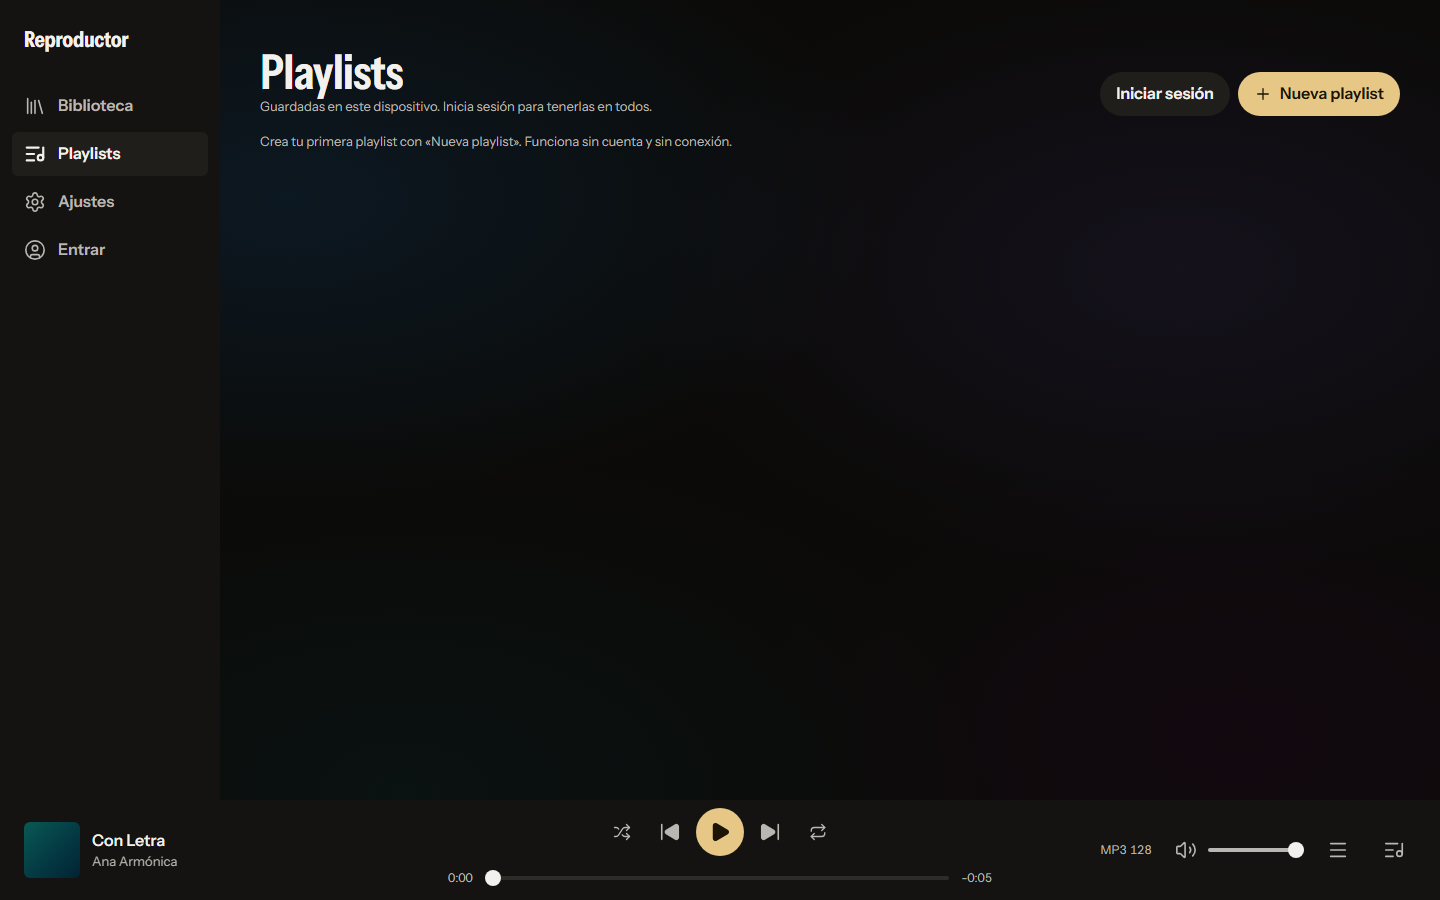 Reproductor
Biblioteca
Playlists
Ajustes
Entrar
Playlists
Guardadas en este dispositivo. Inicia sesión para tenerlas en todos.
Iniciar sesión
Nueva playlist
Crea tu primera playlist con «Nueva playlist». Funciona sin cuenta y sin conexión.
Con Letra
Ana Armónica
0:00
-0:05
MP3 128